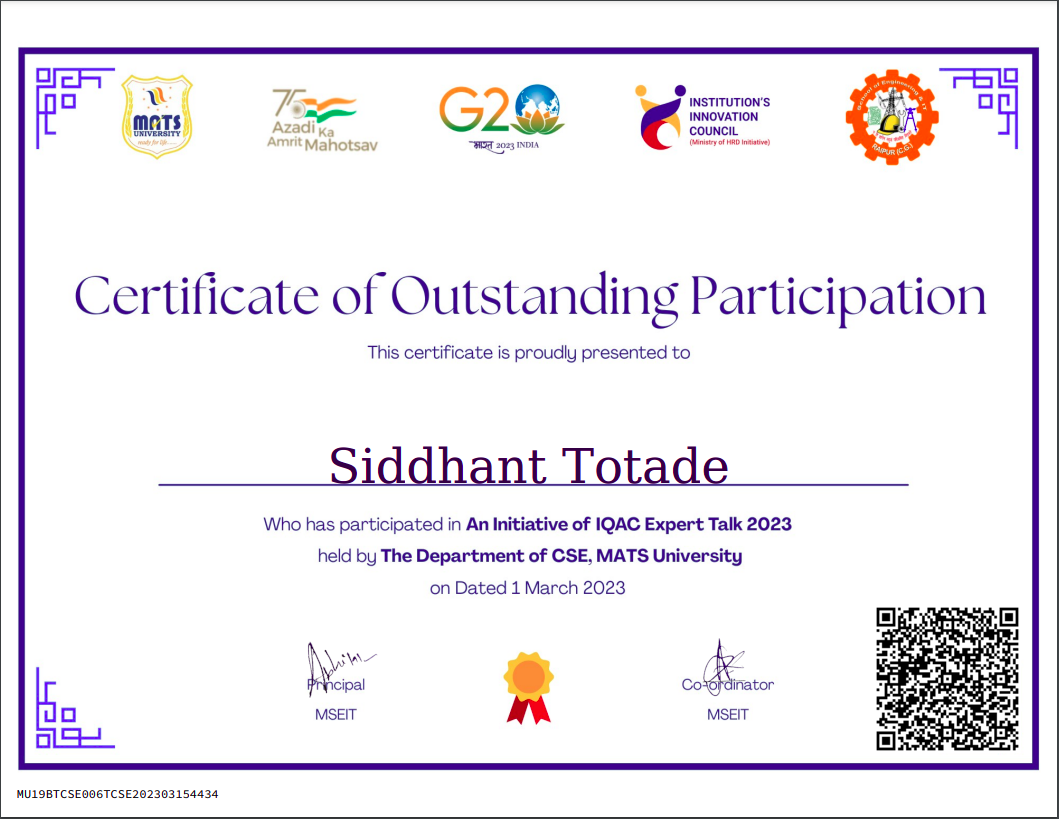 MATS
UNIVERSITY
ready for life......
75
Azadi Ka
Amrit Mahotsav
G20
भारत 2023 INDIA
INSTITUTION'S
INNOVATION
COUNCIL
(Ministry of HRD Initiative)
of Engineering & IT
RAIPUR (C.G.)
Certificate of Outstanding Participation
This certificate is proudly presented to
Siddhant Totade
Who has participated in An Initiative of IQAC Expert Talk 2023
held by The Department of CSE, MATS University
on Dated 1 March 2023
Principal
MSEIT
Co-ordinator
MSEIT
MU19BTCSE006TCSE202303154434